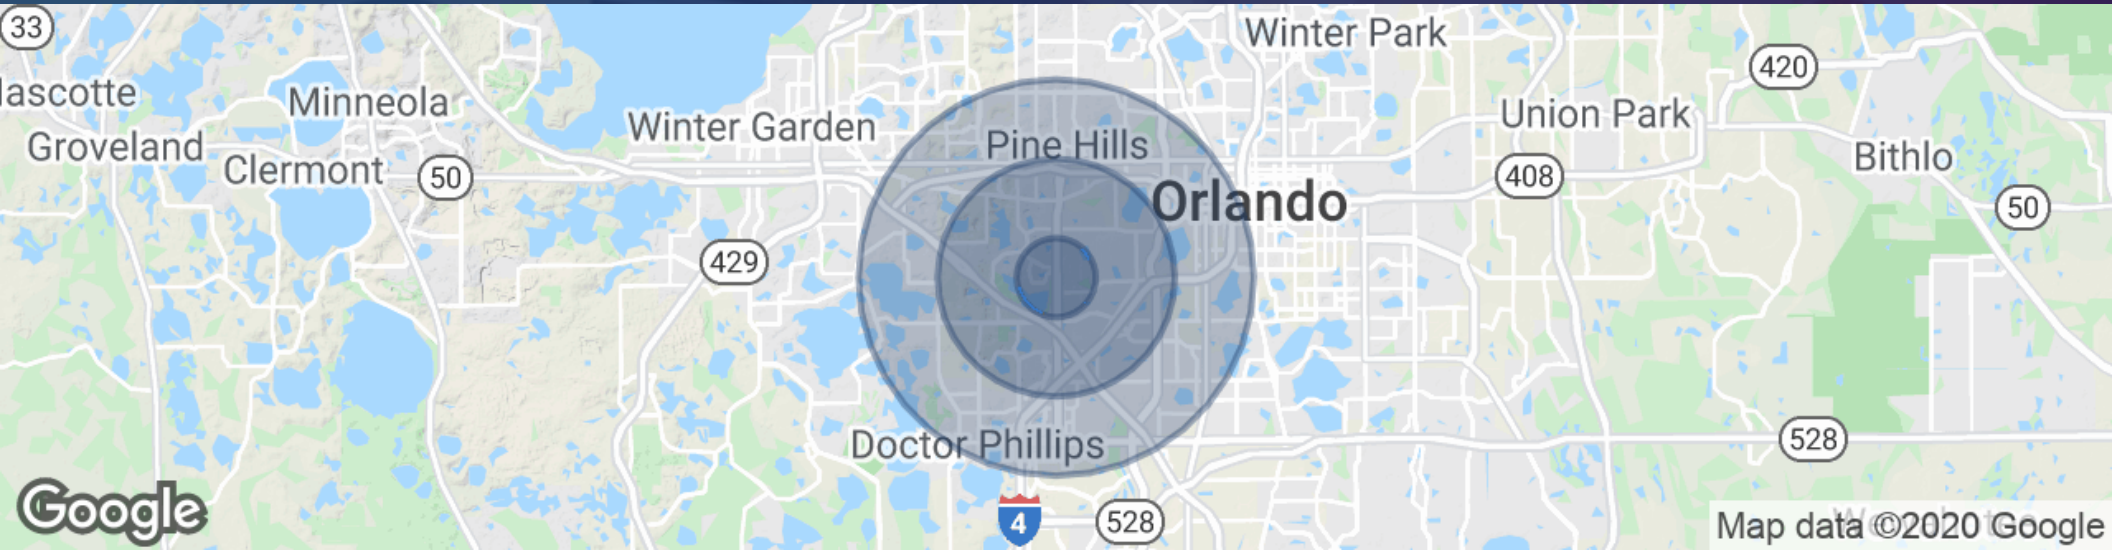 33
Winter Park
420
Mascotte
Minneola
Winter Garden
Union Park
Groveland
Pine Hills
Clermont
50
408
Bithlo
Orlando
50
429
Doctor Phillips
528
Google
4
528
Map data ©2020 Google